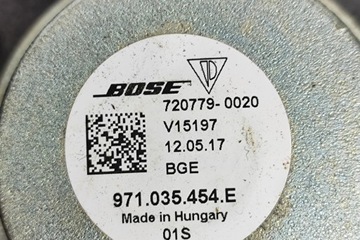 BOSE
720779-0020
V15197
12.05.17
BGE
971.035.454.E
Made in Hungary
01S